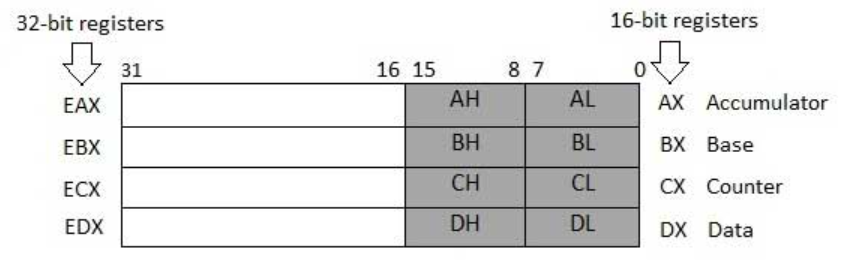 32-bit registers 16-bit registers
31 16 15 8 7 0
EAX AH AL AX Accumulator
EBX BH BL BX Base
ECX CH CL CX Counter
EDX DH DL DX Data